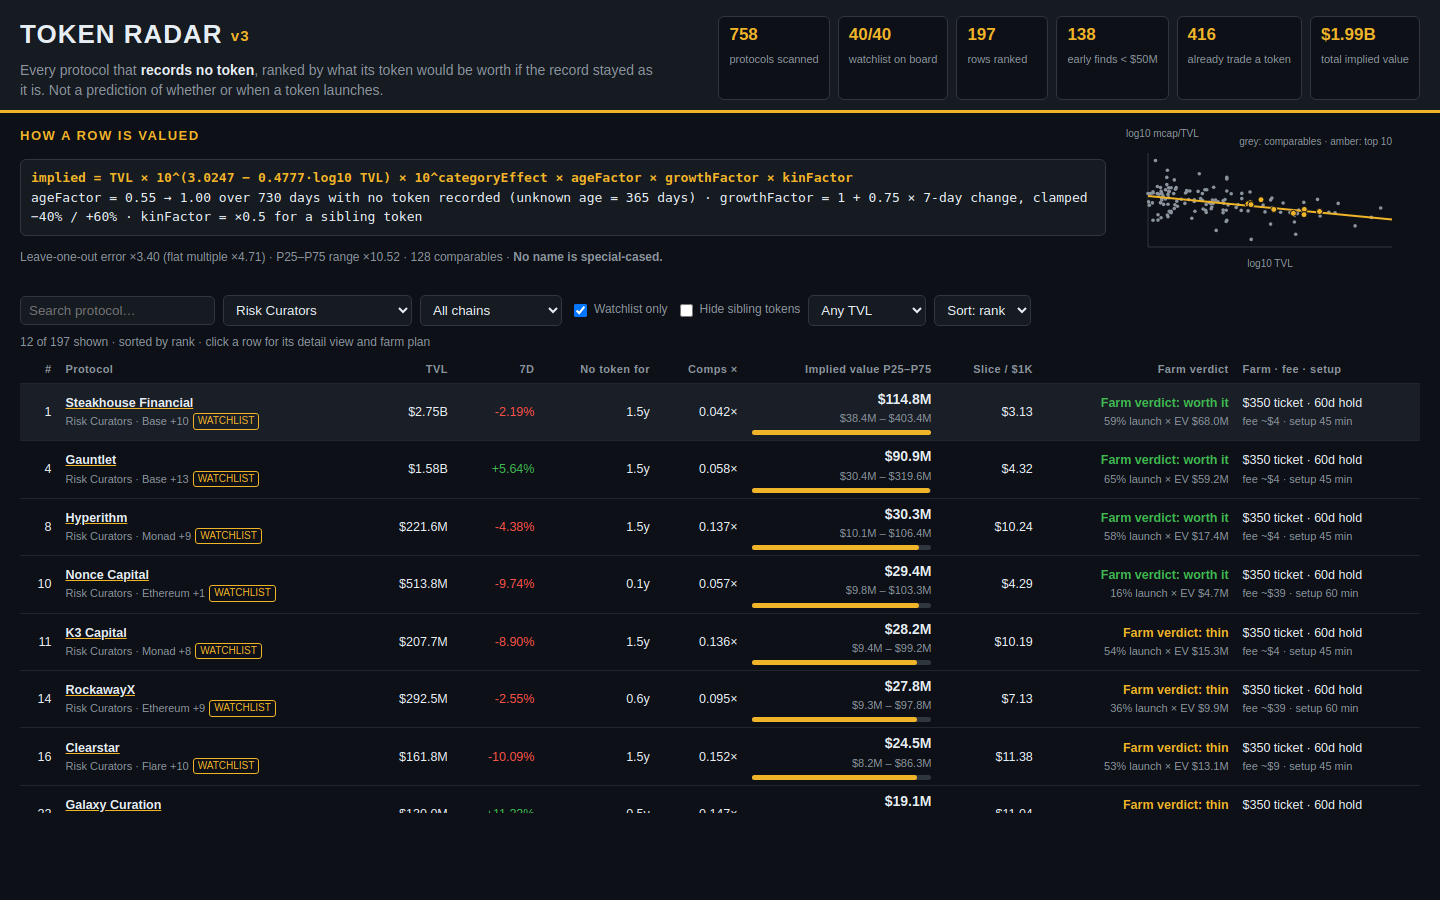 TOKEN RADAR v3
Every protocol that records no token, ranked by what its token would be worth if the record stayed as
it is. Not a prediction of whether or when a token launches.
758
protocols scanned
40/40
watchlist on board
197
rows ranked
138
early finds < $50M
416
already trade a token
$1.99B
total implied value
HOW A ROW IS VALUED
implied = TVL × 10^(3.0247 − 0.4777·log10 TVL) × 10^categoryEffect × ageFactor × growthFactor × kinFactor
ageFactor = 0.55 → 1.00 over 730 days with no token recorded (unknown age = 365 days) · growthFactor = 1 + 0.75 × 7-day change, clamped
−40% / +60% · kinFactor = ×0.5 for a sibling token
Leave-one-out error ×3.40 (flat multiple ×4.71) · P25–P75 range ×10.52 · 128 comparables · No name is special-cased.
log10 mcap/TVL
grey: comparables · amber: top 10
log10 TVL
Search protocol…
Risk Curators
All chains
Watchlist only
Hide sibling tokens
Any TVL
Sort: rank
12 of 197 shown · sorted by rank · click a row for its detail view and farm plan
# Protocol TVL 7D No token for Comps × Implied value P25–P75 Slice / $1K Farm verdict Farm · fee · setup
1 Steakhouse Financial $2.75B -2.19% 1.5y 0.042× $114.8M $3.13 Farm verdict: worth it $350 ticket · 60d hold
Risk Curators · Base +10 WATCHLIST $38.4M – $403.4M 59% launch × EV $68.0M fee ~$4 · setup 45 min
4 Gauntlet $1.58B +5.64% 1.5y 0.058× $90.9M $4.32 Farm verdict: worth it $350 ticket · 60d hold
Risk Curators · Base +13 WATCHLIST $30.4M – $319.6M 65% launch × EV $59.2M fee ~$4 · setup 45 min
8 Hyperithm $221.6M -4.38% 1.5y 0.137× $30.3M $10.24 Farm verdict: worth it $350 ticket · 60d hold
Risk Curators · Monad +9 WATCHLIST $10.1M – $106.4M 58% launch × EV $17.4M fee ~$4 · setup 45 min
10 Nonce Capital $513.8M -9.74% 0.1y 0.057× $29.4M $4.29 Farm verdict: worth it $350 ticket · 60d hold
Risk Curators · Ethereum +1 WATCHLIST $9.8M – $103.3M 16% launch × EV $4.7M fee ~$39 · setup 60 min
11 K3 Capital $207.7M -8.90% 1.5y 0.136× $28.2M $10.19 Farm verdict: thin $350 ticket · 60d hold
Risk Curators · Monad +8 WATCHLIST $9.4M – $99.2M 54% launch × EV $15.3M fee ~$4 · setup 45 min
14 RockawayX $292.5M -2.55% 0.6y 0.095× $27.8M $7.13 Farm verdict: thin $350 ticket · 60d hold
Risk Curators · Ethereum +9 WATCHLIST $9.3M – $97.8M 36% launch × EV $9.9M fee ~$39 · setup 60 min
16 Clearstar $161.8M -10.09% 1.5y 0.152× $24.5M $11.38 Farm verdict: thin $350 ticket · 60d hold
Risk Curators · Flare +10 WATCHLIST $8.2M – $86.3M 53% launch × EV $13.1M fee ~$9 · setup 45 min
Galaxy Curation $19.1M Farm verdict: thin $350 ticket · 60d hold